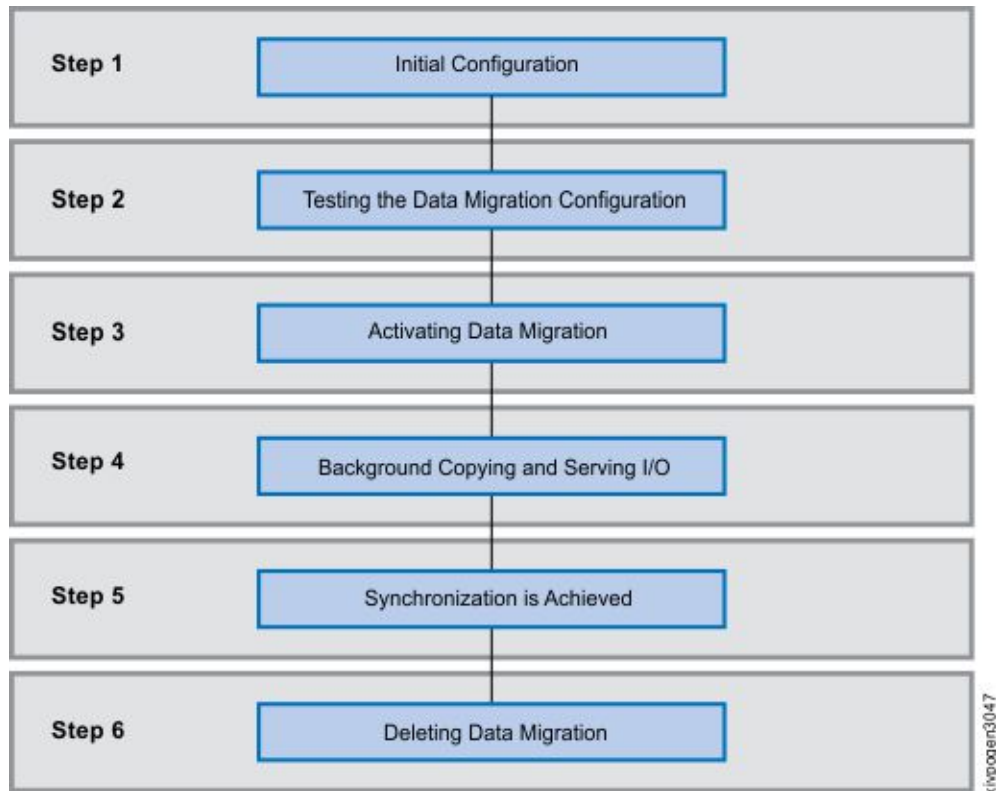 Step 1
Initial Configuration
Step 2
Testing the Data Migration Configuration
Step 3
Activating Data Migration
Step 4
Background Copying and Serving I/O
Step 5
Synchronization is Achieved
Step 6
Deleting Data Migration
xivpogen3047